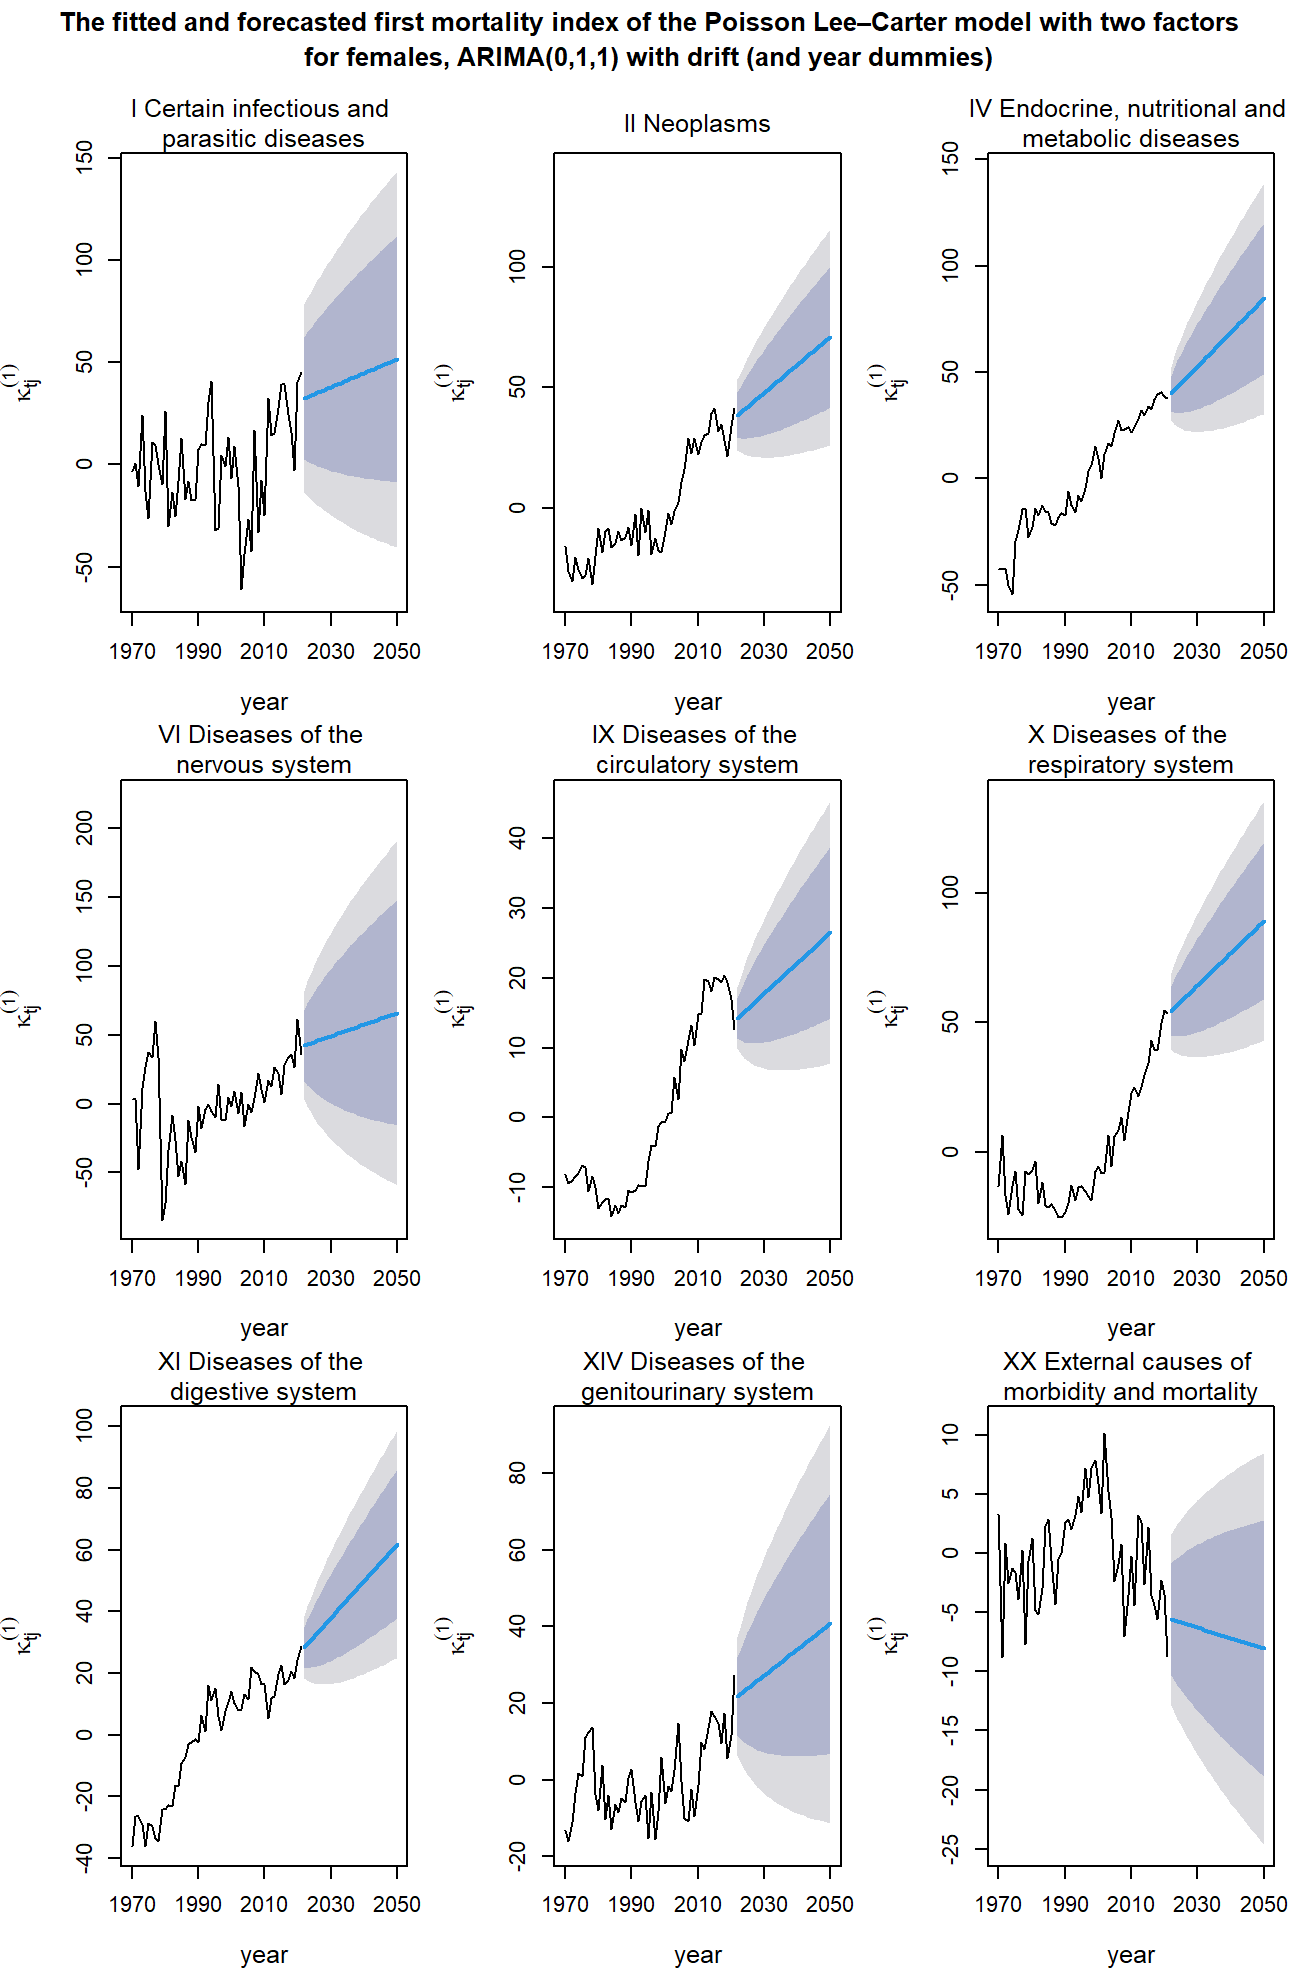 The fitted and forecasted first mortality index of the Poisson Lee–Carter model with two factors
for females, ARIMA(0,1,1) with drift (and year dummies)
I Certain infectious and
parasitic diseases
κtj(1)
150
100
50
0
-50
1970 1990 2010 2030 2050
year
II Neoplasms
κtj(1)
100
50
0
1970 1990 2010 2030 2050
year
IV Endocrine, nutritional and
metabolic diseases
κtj(1)
150
100
50
0
-50
1970 1990 2010 2030 2050
year
VI Diseases of the
nervous system
κtj(1)
200
150
100
50
0
-50
1970 1990 2010 2030 2050
year
IX Diseases of the
circulatory system
κtj(1)
40
30
20
10
0
-10
1970 1990 2010 2030 2050
year
X Diseases of the
respiratory system
κtj(1)
100
50
0
1970 1990 2010 2030 2050
year
XI Diseases of the
digestive system
κtj(1)
100
80
60
40
20
0
-20
-40
1970 1990 2010 2030 2050
year
XIV Diseases of the
genitourinary system
κtj(1)
80
60
40
20
0
-20
1970 1990 2010 2030 2050
year
XX External causes of
morbidity and mortality
κtj(1)
10
5
0
-5
-10
-15
-20
-25
1970 1990 2010 2030 2050
year